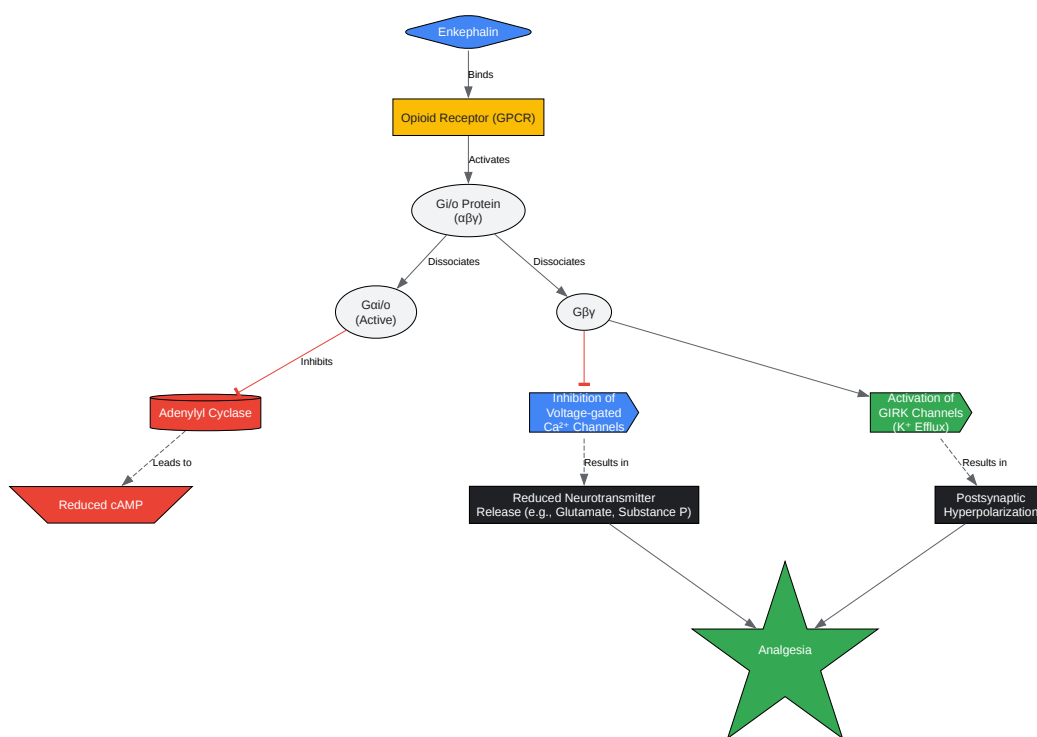 Enkephalin
Binds
Opioid Receptor (GPCR)
Activates
Gi/o Protein
(αβγ)
Dissociates
Dissociates
Gαi/o
(Active)
Gβγ
Inhibits
Adenylyl Cyclase
Inhibition of
Voltage-gated
Ca²⁺ Channels
Activation of
GIRK Channels
(K⁺ Efflux)
Leads to
Results in
Results in
Reduced cAMP
Reduced Neurotransmitter
Release (e.g., Glutamate, Substance P)
Postsynaptic
Hyperpolarization
Analgesia